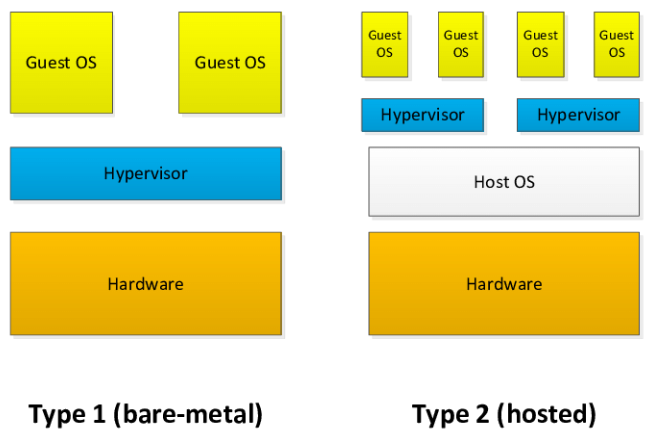 Guest OS
Guest OS
Hypervisor
Hardware
Type 1 (bare-metal)
Guest
OS
Guest
OS
Guest
OS
Guest
OS
Hypervisor
Hypervisor
Host OS
Hardware
Type 2 (hosted)